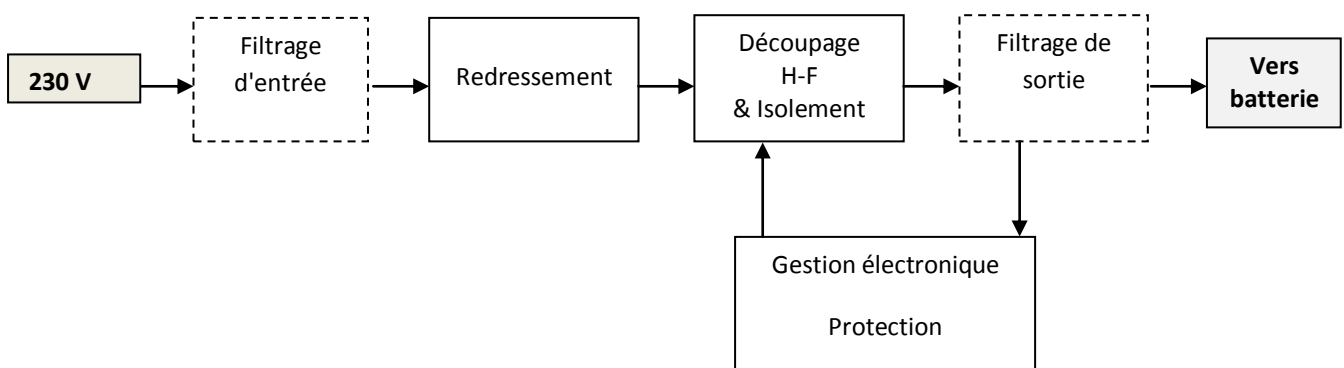 230 V
Filtrage
d'entrée
Redressement
Découpage
H-F
& Isolement
Filtrage de
sortie
Vers
batterie
Gestion électronique
Protection